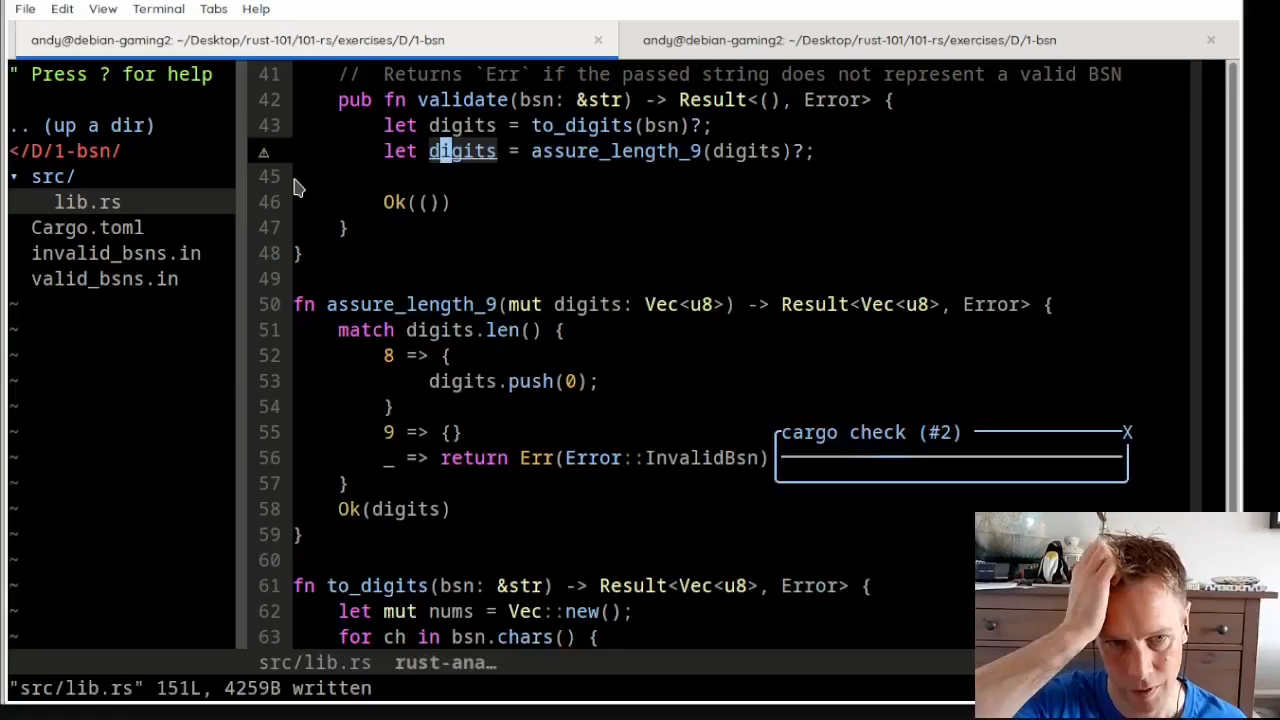 File Edit View Terminal Tabs Help
andy@debian-gaming2: ~/Desktop/rust-101/101-rs/exercises/D/1-bsn
andy@debian-gaming2: ~/Desktop/rust-101/101-rs/exercises/D/1-bsn
" Press ? for help
.. (up a dir)
</D/1-bsn/
▾ src/
lib.rs
Cargo.toml
invalid_bsns.in
valid_bsns.in
~
~
~
~
~
~
~
~
~
~
~
~
~
~
41 // Returns `Err` if the passed string does not represent a valid BSN
42 pub fn validate(bsn: &str) -> Result<(), Error> {
43 let digits = to_digits(bsn)?;
⚠ let digits = assure_length_9(digits)?;
45
46 Ok(())
47 }
48 }
49
50 fn assure_length_9(mut digits: Vec<u8>) -> Result<Vec<u8>, Error> {
51 match digits.len() {
52 8 => {
53 digits.push(0);
54 }
55 9 => {}
56 _ => return Err(Error::InvalidBsn)
57 }
58 Ok(digits)
59 }
60
61 fn to_digits(bsn: &str) -> Result<Vec<u8>, Error> {
62 let mut nums = Vec::new();
63 for ch in bsn.chars() {
cargo check (#2) X
src/lib.rs rust-ana…
"src/lib.rs" 151L, 4259B written